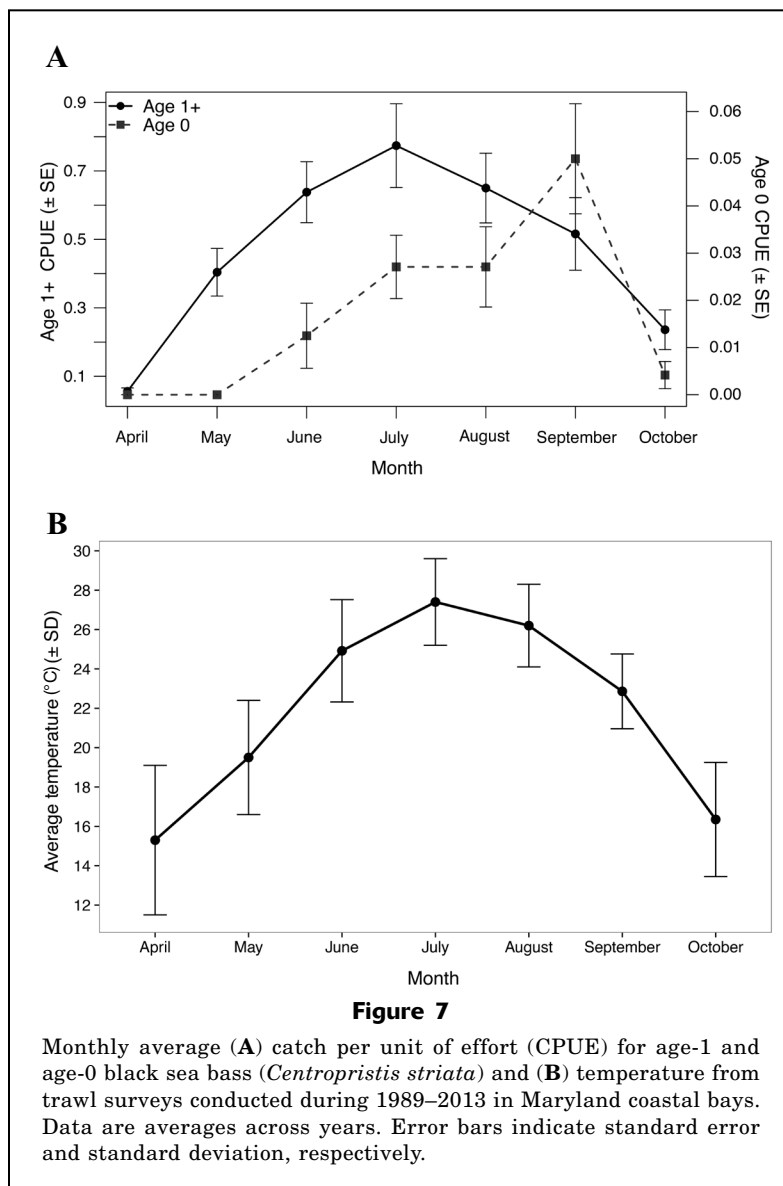 A
Age 1+
Age 0
0.9
0.7
0.5
0.3
0.1
Age 1+ CPUE (± SE)
0.06
0.05
0.04
0.03
0.02
0.01
0.00
Age 0 CPUE (± SE)
April May June July August September October
Month
B
30
28
26
24
22
20
18
16
14
12
Average temperature (°C) (± SD)
April May June July August September October
Month
Figure 7
Monthly average (A) catch per unit of effort (CPUE) for age-1 and
age-0 black sea bass (Centropristis striata) and (B) temperature from
trawl surveys conducted during 1989–2013 in Maryland coastal bays.
Data are averages across years. Error bars indicate standard error
and standard deviation, respectively.